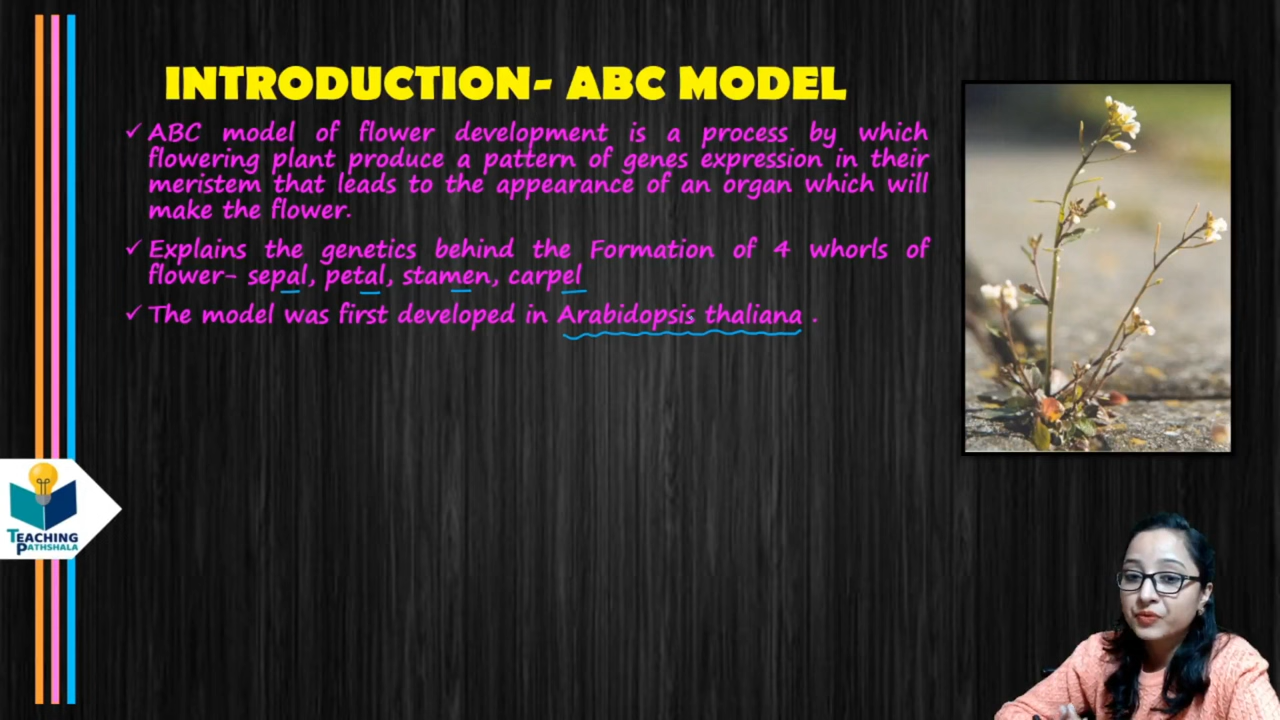 INTRODUCTION- ABC MODEL
✓ ABC model of flower development is a process by which
flowering plant produce a pattern of genes expression in their
meristem that leads to the appearance of an organ which will
make the flower.
✓ Explains the genetics behind the Formation of 4 whorls of
flower- sepal, petal, stamen, carpel
✓ The model was first developed in Arabidopsis thaliana .
TEACHING
PATHSHALA